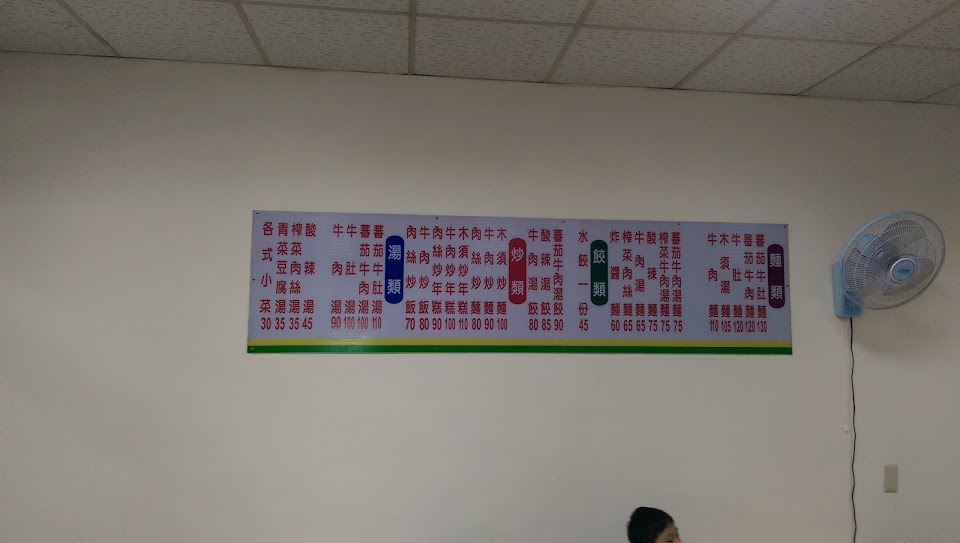 麵類
蕃茄牛肚麵 130
蕃茄牛肉麵 120
牛肚麵 120
木須麵 105
牛肉麵 110
蕃茄牛肉湯麵 75
榨菜牛肉湯麵 75
酸辣麵 75
牛肉湯麵 65
榨菜肉絲麵 65
炸醬麵 60
餃類
水餃一份 45
蕃茄牛肉湯餃 90
酸辣湯餃 85
牛肉湯餃 80
炒類
木須炒麵 100
牛肉炒麵 90
肉絲炒麵 80
木須炒年糕 110
牛肉炒年糕 100
肉絲炒年糕 90
牛肉炒飯 80
肉絲炒飯 70
湯類
蕃茄牛肚湯 110
蕃茄牛肉湯 100
牛肚湯 100
牛肉湯 90
酸辣湯 45
榨菜肉絲湯 35
青菜豆腐湯 35
各式小菜 30